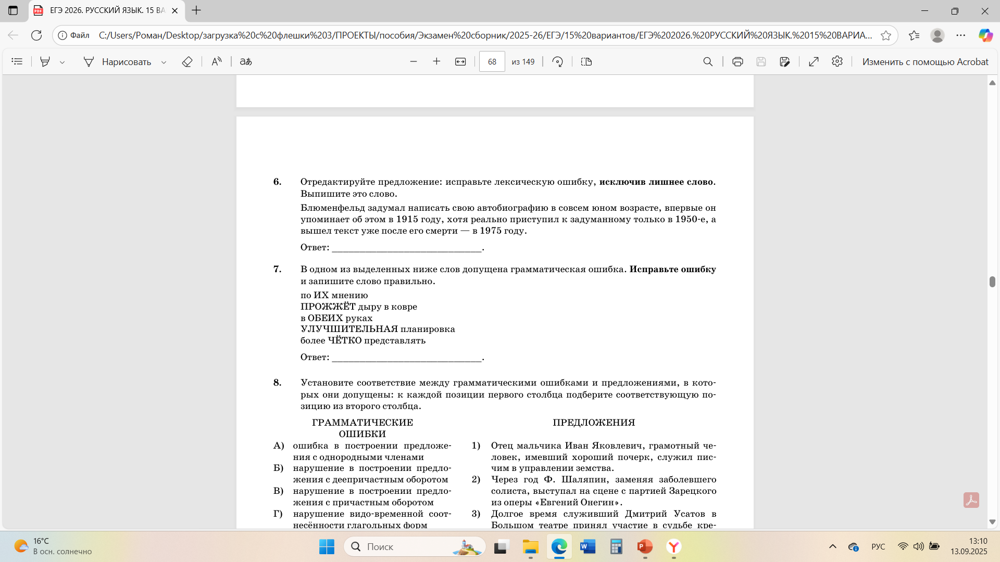 ЕГЭ 2026. РУССКИЙ ЯЗЫК. 15 ВА
Файл
C:/Users/Роман/Desktop/загрузка%20с%20флешки%203/ПРОЕКТЫ/пособия/Экзамен%20сборник/2025-26/ЕГЭ/15%20вариантов/ЕГЭ%202026.%20РУССКИЙ%20ЯЗЫК.%2015%20ВАРИА...
Нарисовать
68 из 149
Изменить с помощью Acrobat
6. Отредактируйте предложение: исправьте лексическую ошибку, исключив лишнее слово.
Выпишите это слово.
Блюменфельд задумал написать свою автобиографию в совсем юном возрасте, впервые он
упоминает об этом в 1915 году, хотя реально приступил к задуманному только в 1950-е, а
вышел текст уже после его смерти — в 1975 году.
Ответ: ____________________________.
7. В одном из выделенных ниже слов допущена грамматическая ошибка. Исправьте ошибку
и запишите слово правильно.
по ИХ мнению
ПРОЖЖЁТ дыру в ковре
в ОБЕИХ руках
УЛУЧШИТЕЛЬНАЯ планировка
более ЧЁТКО представлять
Ответ: ____________________________.
8. Установите соответствие между грамматическими ошибками и предложениями, в кото-
рых они допущены: к каждой позиции первого столбца подберите соответствующую по-
зицию из второго столбца.
ГРАММАТИЧЕСКИЕ
ОШИБКИ
А) ошибка в построении предложе-
ния с однородными членами
Б) нарушение в построении предло-
жения с деепричастным оборотом
В) нарушение в построении предло-
жения с причастным оборотом
Г) нарушение видо-временной соот-
несённости глагольных форм
ПРЕДЛОЖЕНИЯ
1) Отец мальчика Иван Яковлевич, грамотный че-
ловек, имевший хороший почерк, служил пис-
чим в управлении земства.
2) Через год Ф. Шаляпин, заменяя заболевшего
солиста, выступал на сцене с партией Зарецкого
из оперы «Евгений Онегин».
3) Долгое время служивший Дмитрий Усатов в
Большом театре принял участие в судьбе кре-
16°C
В осн. солнечно
Поиск
РУС
13:10
13.09.2025